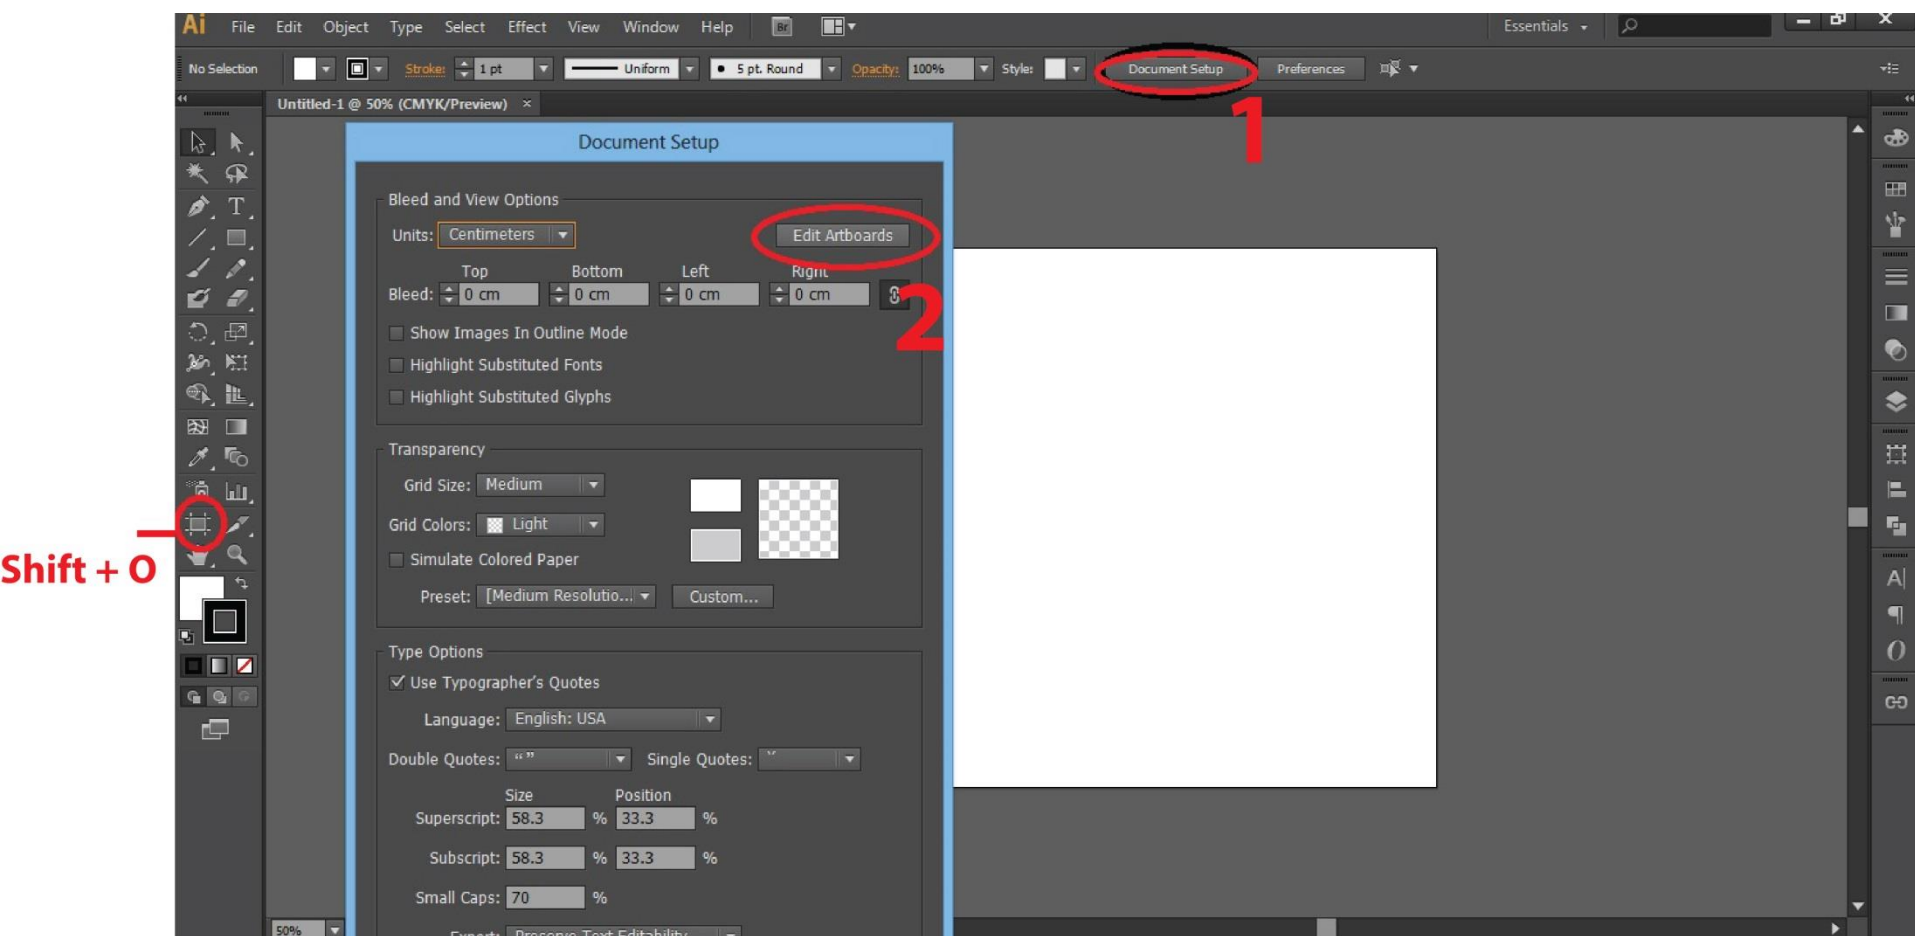 Ai File Edit Object Type Select Effect View Window Help Br Essentials
No Selection Stroke: 1 pt Uniform 5 pt. Round Opacity: 100% Style: Document Setup Preferences
Untitled-1 @ 50% (CMYK/Preview) ×
1
Document Setup
Bleed and View Options
Units: Centimeters Edit Artboards
Top Bottom Left Right
Bleed: 0 cm 0 cm 0 cm 0 cm
2
Show Images In Outline Mode
Highlight Substituted Fonts
Highlight Substituted Glyphs
Transparency
Grid Size: Medium
Grid Colors: Light
Simulate Colored Paper
Shift + O
Preset: [Medium Resolutio... Custom...
Type Options
Use Typographer's Quotes
Language: English: USA
Double Quotes: “” Single Quotes:
Size Position
Superscript: 58.3 % 33.3 %
Subscript: 58.3 % 33.3 %
Small Caps: 70 %
50%
Export: Preserve Text Editability